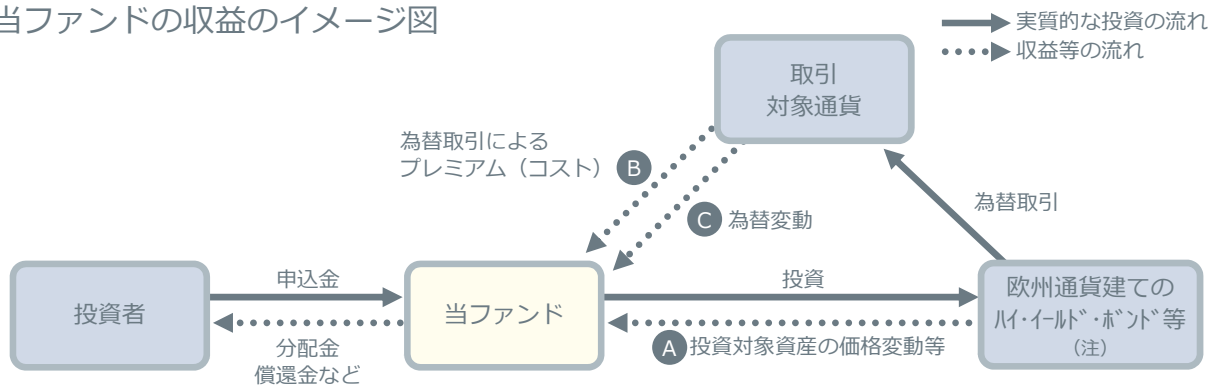 当ファンドの収益のイメージ図
実質的な投資の流れ
収益等の流れ
取引
対象通貨
為替取引による
プレミアム（コスト） B
C 為替変動
為替取引
投資者
申込金
分配金
償還金など
当ファンド
投資
A 投資対象資産の価格変動等
欧州通貨建ての
ﾊｲ･ｲｰﾙﾄﾞ･ﾎﾞﾝﾄﾞ等
（注）